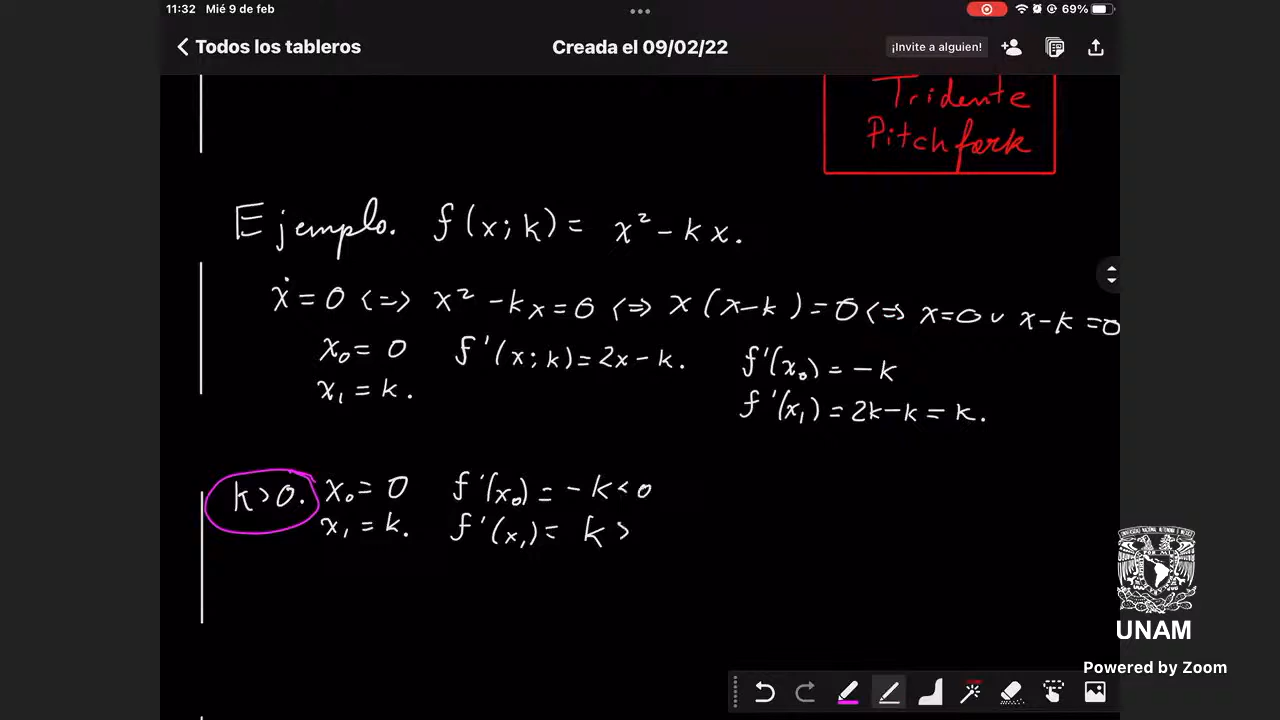 11:32 Mié 9 de feb
69%
Todos los tableros
Creada el 09/02/22
¡Invite a alguien!
Tridente
Pitchfork
Ejemplo. f(x; k) = x² - kx.
ẋ = 0 <=> x² - kx = 0 <=> x(x-k) = 0 <=> x=0 ∨ x-k=0
x₀ = 0 f'(x; k) = 2x - k. f'(x₀) = -k
x₁ = k. f'(x₁) = 2k-k = k.
k>0. x₀ = 0 f'(x₀) = -k<0
x₁ = k. f'(x₁) = k >
UNAM
Powered by Zoom